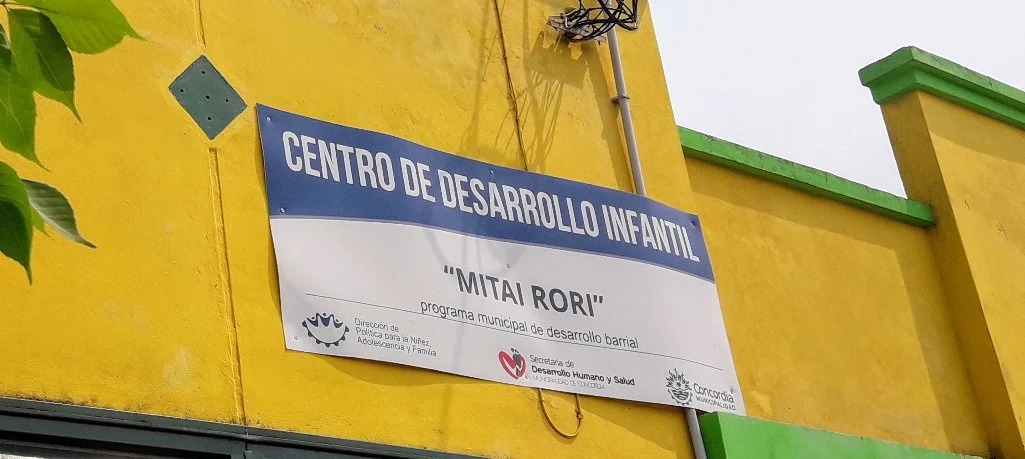 CENTRO DE DESARROLLO INFANTIL
“MITAI RORI”
programa municipal de desarrollo barrial
Dirección de
Política para la Niñez,
Adolescencia y Familia
Secretaría de
Desarrollo Humano y Salud
MUNICIPALIDAD DE CONCORDIA
Concordia
MUNICIPALIDAD